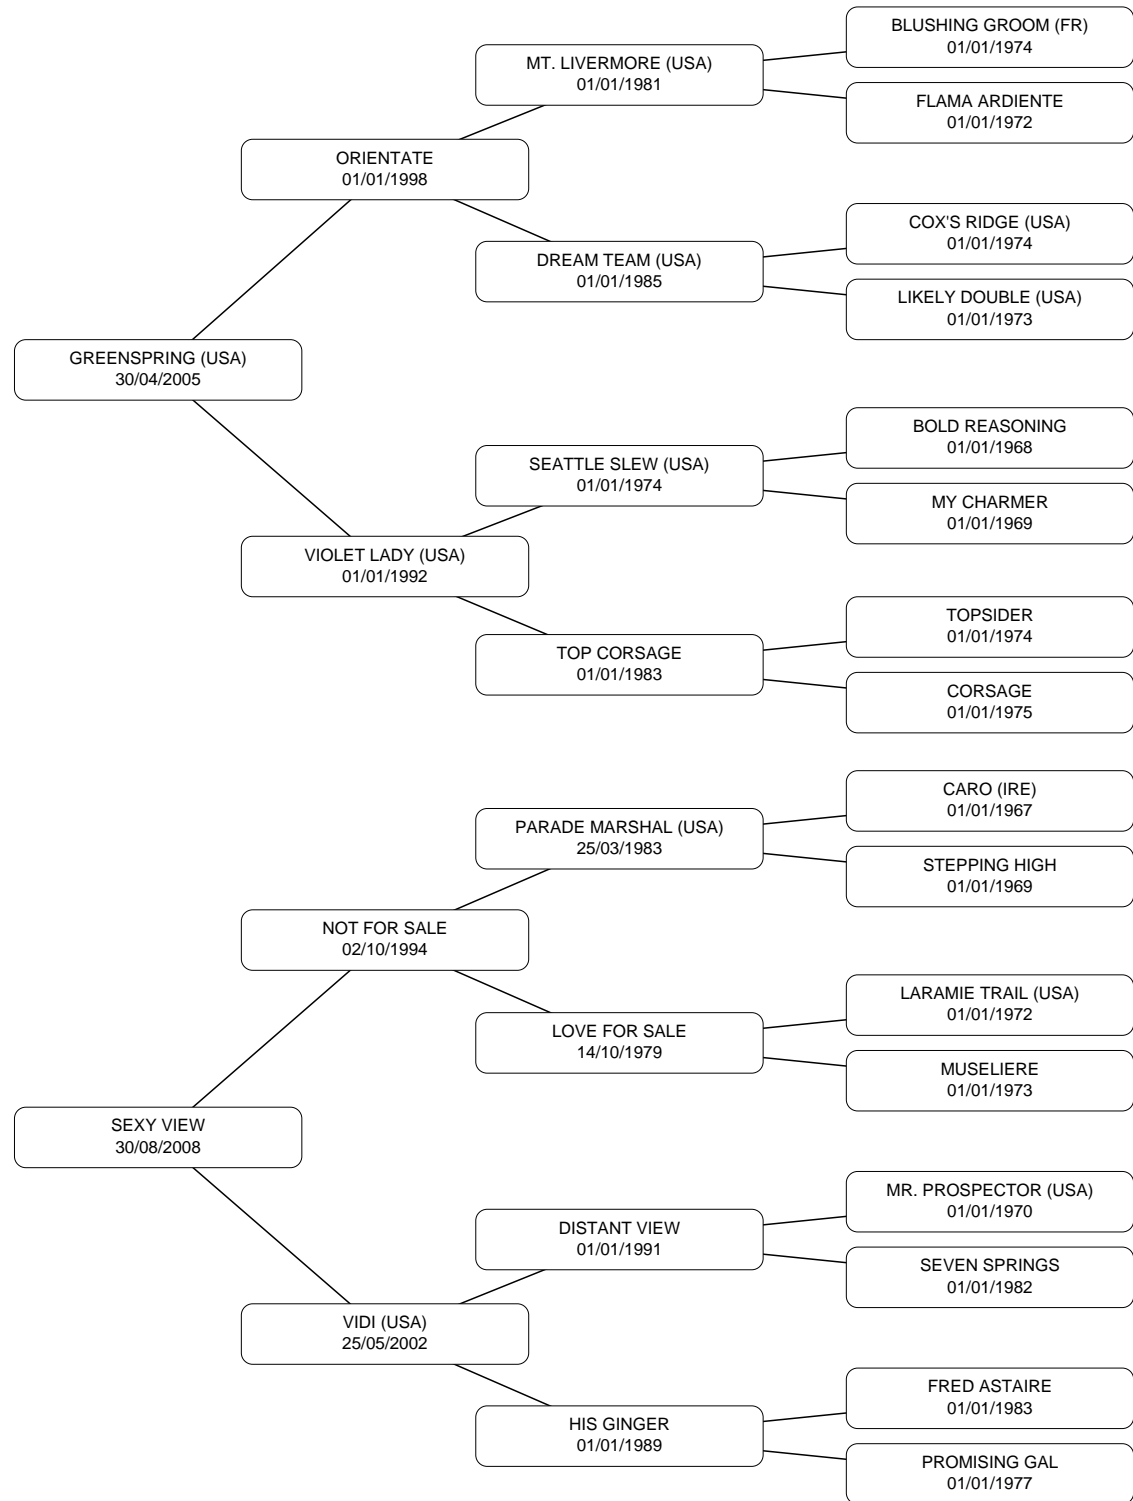 BLUSHING GROOM (FR)
01/01/1974
MT. LIVERMORE (USA)
01/01/1981
FLAMA ARDIENTE
01/01/1972
ORIENTATE
01/01/1998
COX'S RIDGE (USA)
01/01/1974
DREAM TEAM (USA)
01/01/1985
LIKELY DOUBLE (USA)
01/01/1973
GREENSPRING (USA)
30/04/2005
BOLD REASONING
01/01/1968
SEATTLE SLEW (USA)
01/01/1974
MY CHARMER
01/01/1969
VIOLET LADY (USA)
01/01/1992
TOPSIDER
01/01/1974
TOP CORSAGE
01/01/1983
CORSAGE
01/01/1975
CARO (IRE)
01/01/1967
PARADE MARSHAL (USA)
25/03/1983
STEPPING HIGH
01/01/1969
NOT FOR SALE
02/10/1994
LARAMIE TRAIL (USA)
01/01/1972
LOVE FOR SALE
14/10/1979
MUSELIERE
01/01/1973
SEXY VIEW
30/08/2008
MR. PROSPECTOR (USA)
01/01/1970
DISTANT VIEW
01/01/1991
SEVEN SPRINGS
01/01/1982
VIDI (USA)
25/05/2002
FRED ASTAIRE
01/01/1983
HIS GINGER
01/01/1989
PROMISING GAL
01/01/1977